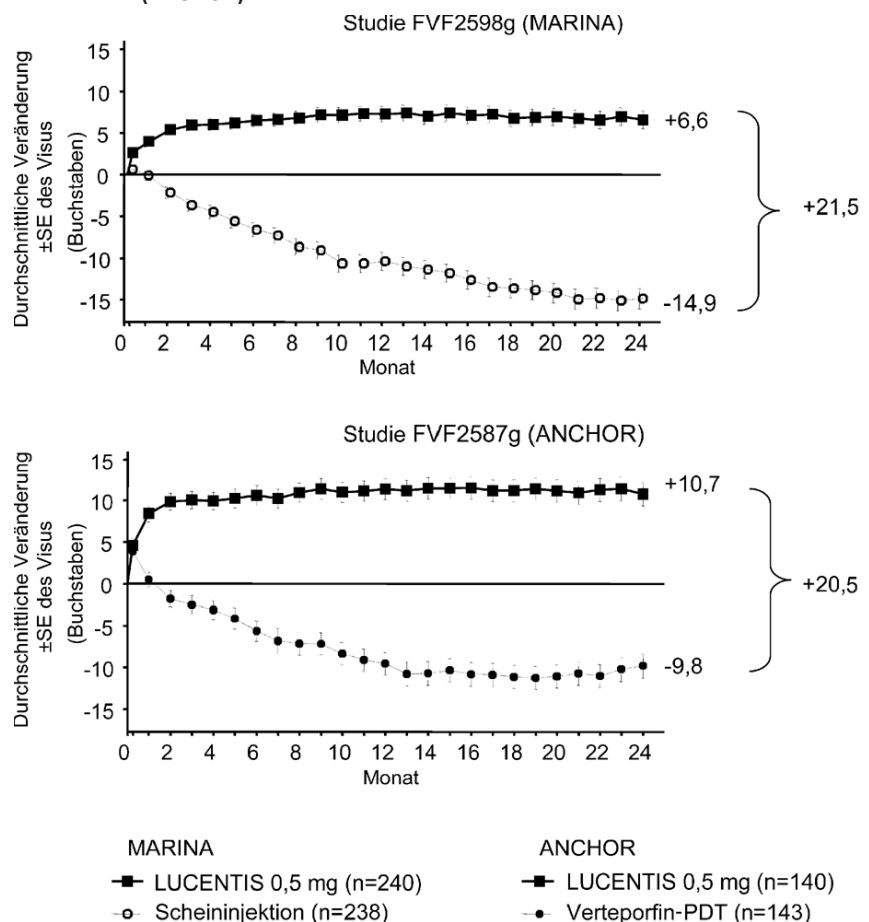 Studie FVF2598g (MARINA)
Durchschnittliche Veränderung
±SE des Visus
(Buchstaben)
15
10
5
0
-5
-10
-15
+6,6
-14,9
+21,5
0 2 4 6 8 10 12 14 16 18 20 22 24
Monat
Studie FVF2587g (ANCHOR)
Durchschnittliche Veränderung
±SE des Visus
(Buchstaben)
15
10
5
0
-5
-10
-15
+10,7
-9,8
+20,5
0 2 4 6 8 10 12 14 16 18 20 22 24
Monat
MARINA
LUCENTIS 0,5 mg (n=240)
Scheininjektion (n=238)
ANCHOR
LUCENTIS 0,5 mg (n=140)
Verteporfin-PDT (n=143)